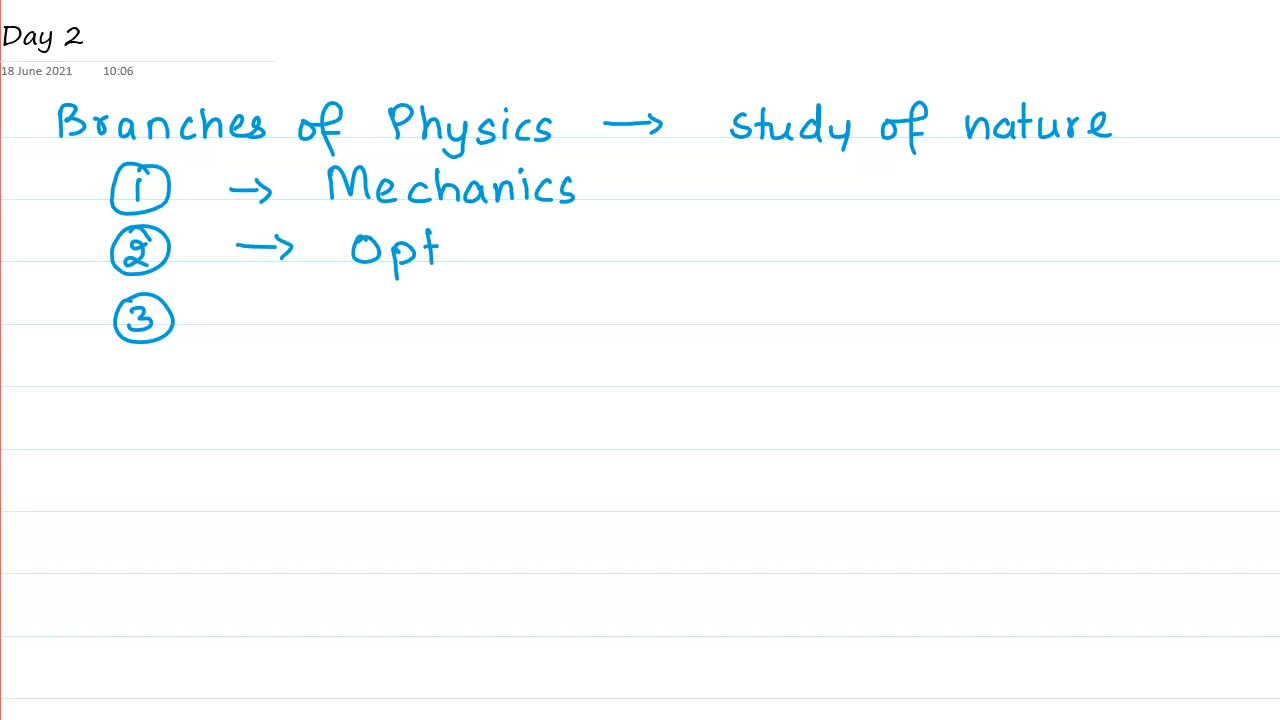 Day 2
18 June 2021 10:06
Branches of Physics → study of nature
① → Mechanics
② → Opt
③